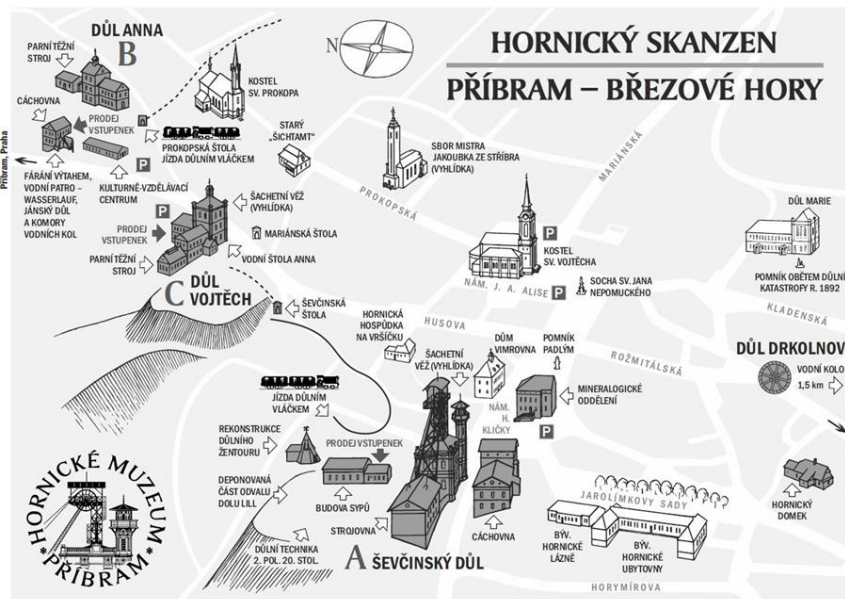 HORNICKÝ SKANZEN
PŘÍBRAM – BŘEZOVÉ HORY
N
DŮL ANNA
B
PARNÍ TĚŽNÍ
STROJ
CÁCHOVNA
PRODEJ
VSTUPENEK
KOSTEL
SV. PROKOPA
PROKOPSKÁ ŠTOLA
JÍZDA DŮLNÍM VLÁČKEM
STARÝ
„ŠICHTAMT“
SBOR MISTRA
JAKOUBKA ZE STŘÍBRA
(VYHLÍDKA)
MARIÁNSKÁ
PROKOPSKÁ
Příbram, Praha
P
FÁRÁNÍ VÝTAHEM,
VODNÍ PATRO –
WASSERLAUF,
JÁNSKÝ DŮL
A KOMORY
VODNÍCH KOL
KULTURNĚ-VZDĚLÁVACÍ
CENTRUM
P
ŠACHETNÍ VĚŽ
(VYHLÍDKA)
PRODEJ
VSTUPENEK
MARIÁNSKÁ ŠTOLA
PARNÍ TĚŽNÍ
STROJ
VODNÍ ŠTOLA ANNA
C
DŮL
VOJTĚCH
ŠEVČINSKÁ
ŠTOLA
P
KOSTEL
SV. VOJTĚCHA
NÁM. J. A. ALISE
P
SOCHA SV. JANA
NEPOMUCKÉHO
DŮL MARIE
POMNÍK OBĚTEM DŮLNÍ
KATASTROFY R. 1892
KLADENSKÁ
HUSOVA
ROŽMITÁLSKÁ
HORNICKÁ
HOSPŮDKA
NA VRŠÍČKU
DŮM
VIMROVNA
POMNÍK
PADLÝM
ŠACHETNÍ
VĚŽ (VYHLÍDKA)
MINERALOGICKÉ
ODDĚLENÍ
NÁM.
H.
KLIČKY
P
DŮL DRKOLNOV
VODNÍ KOLO
1,5 km
JÍZDA DŮLNÍM
VLÁČKEM
REKONSTRUKCE
DŮLNÍHO
ŽENTOURU
PRODEJ VSTUPENEK
DEPONOVANÁ
ČÁST ODVALU
DOLU LILL
BUDOVA SYPŮ
STROJOVNA
CÁCHOVNA
DŮLNÍ TECHNIKA
2. POL. 20. STOL.
A
ŠEVČINSKÝ DŮL
JAROLÍMKOVY SADY
BÝV.
HORNICKÉ
LÁZNĚ
BÝV.
HORNICKÉ
UBYTOVNY
HORNICKÝ
DOMEK
HORYMÍROVA
HORNICKÉ MUZEUM
PŘÍBRAM